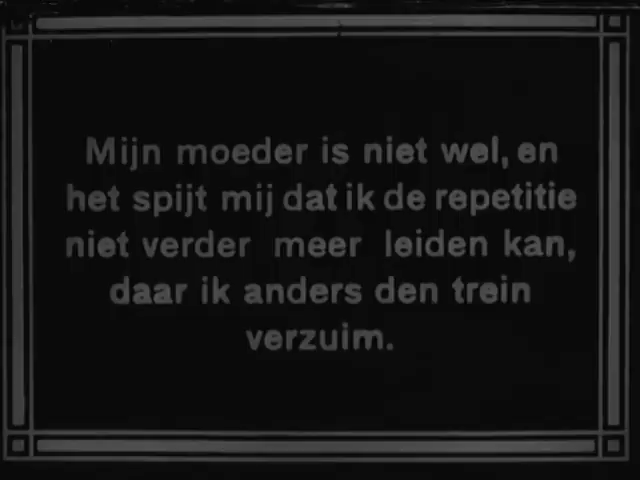 Mijn moeder is niet wel, en
het spijt mij dat ik de repetitie
niet verder meer leiden kan,
daar ik anders den trein
verzuim.